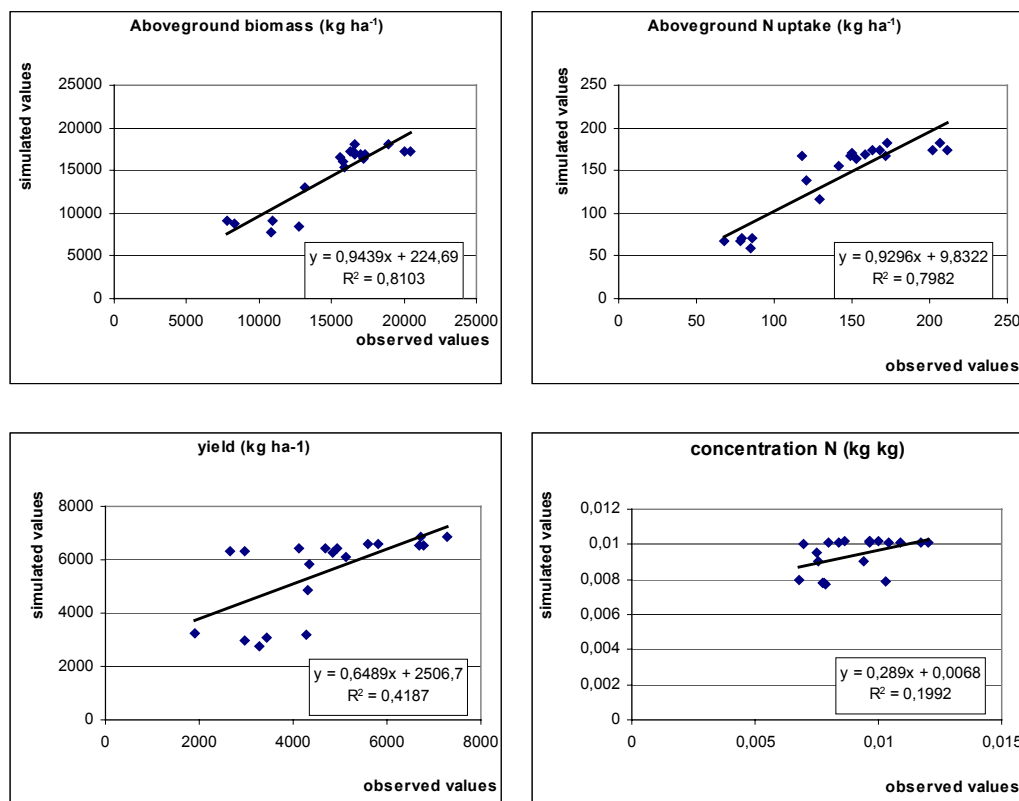 Aboveground biomass (kg ha-1)
simulated values
25000
20000
15000
10000
5000
0
y = 0,9439x + 224,69
R2 = 0,8103
0 5000 10000 15000 20000 25000
observed values
Aboveground N uptake (kg ha-1)
simulated values
250
200
150
100
50
0
y = 0,9296x + 9,8322
R2 = 0,7982
0 50 100 150 200 250
observed values
yield (kg ha-1)
simulated values
8000
6000
4000
2000
0
y = 0,6489x + 2506,7
R2 = 0,4187
0 2000 4000 6000 8000
observed values
concentration N (kg kg)
simulated values
0,012
0,01
0,008
0,006
0,004
0,002
0
y = 0,289x + 0,0068
R2 = 0,1992
0 0,005 0,01 0,015
observed values